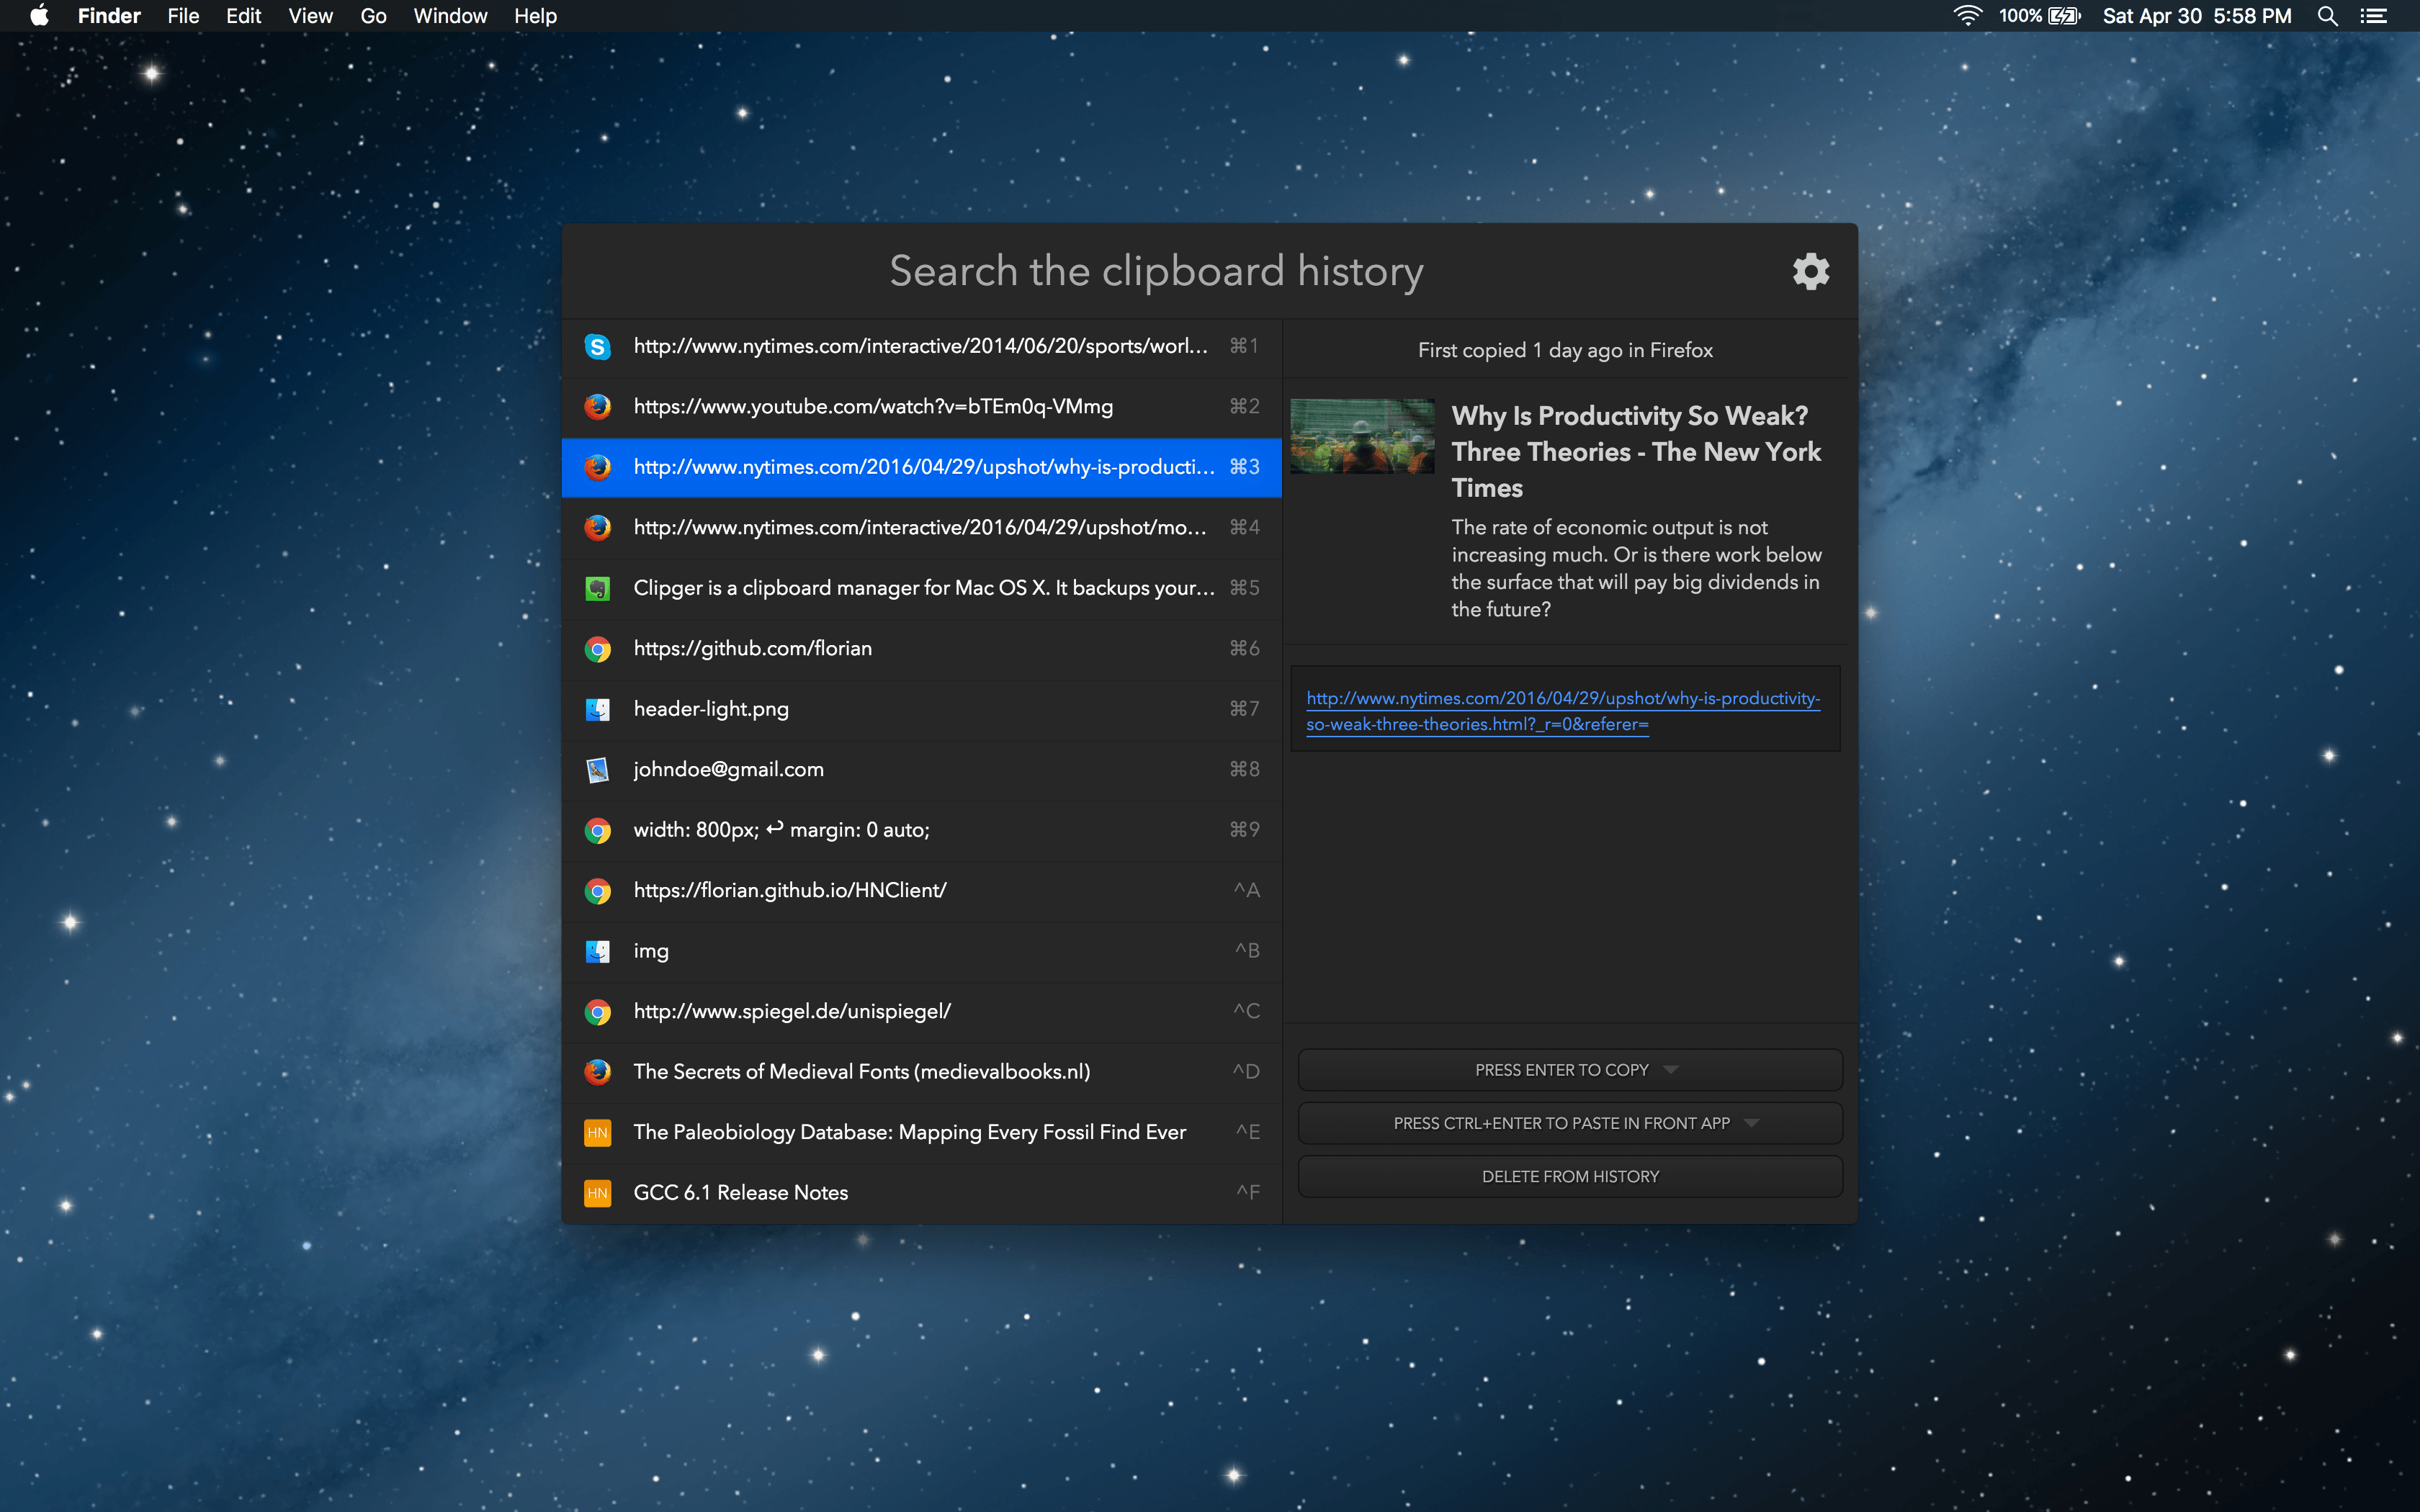 Finder File Edit View Go Window Help 100% Sat Apr 30 5:58 PM
Search the clipboard history
http://www.nytimes.com/interactive/2014/06/20/sports/worl... ⌘1
https://www.youtube.com/watch?v=bTEm0q-VMmg ⌘2
http://www.nytimes.com/2016/04/29/upshot/why-is-producti... ⌘3
http://www.nytimes.com/interactive/2016/04/29/upshot/mo... ⌘4
Clipger is a clipboard manager for Mac OS X. It backups your... ⌘5
https://github.com/florian ⌘6
header-light.png ⌘7
johndoe@gmail.com ⌘8
width: 800px; ↩ margin: 0 auto; ⌘9
https://florian.github.io/HNClient/ ^A
img ^B
http://www.spiegel.de/unispiegel/ ^C
The Secrets of Medieval Fonts (medievalbooks.nl) ^D
HN The Paleobiology Database: Mapping Every Fossil Find Ever ^E
HN GCC 6.1 Release Notes ^F
First copied 1 day ago in Firefox
Why Is Productivity So Weak?
Three Theories - The New York
Times
The rate of economic output is not
increasing much. Or is there work below
the surface that will pay big dividends in
the future?
http://www.nytimes.com/2016/04/29/upshot/why-is-productivity-
so-weak-three-theories.html?_r=0&referer=
PRESS ENTER TO COPY
PRESS CTRL+ENTER TO PASTE IN FRONT APP
DELETE FROM HISTORY